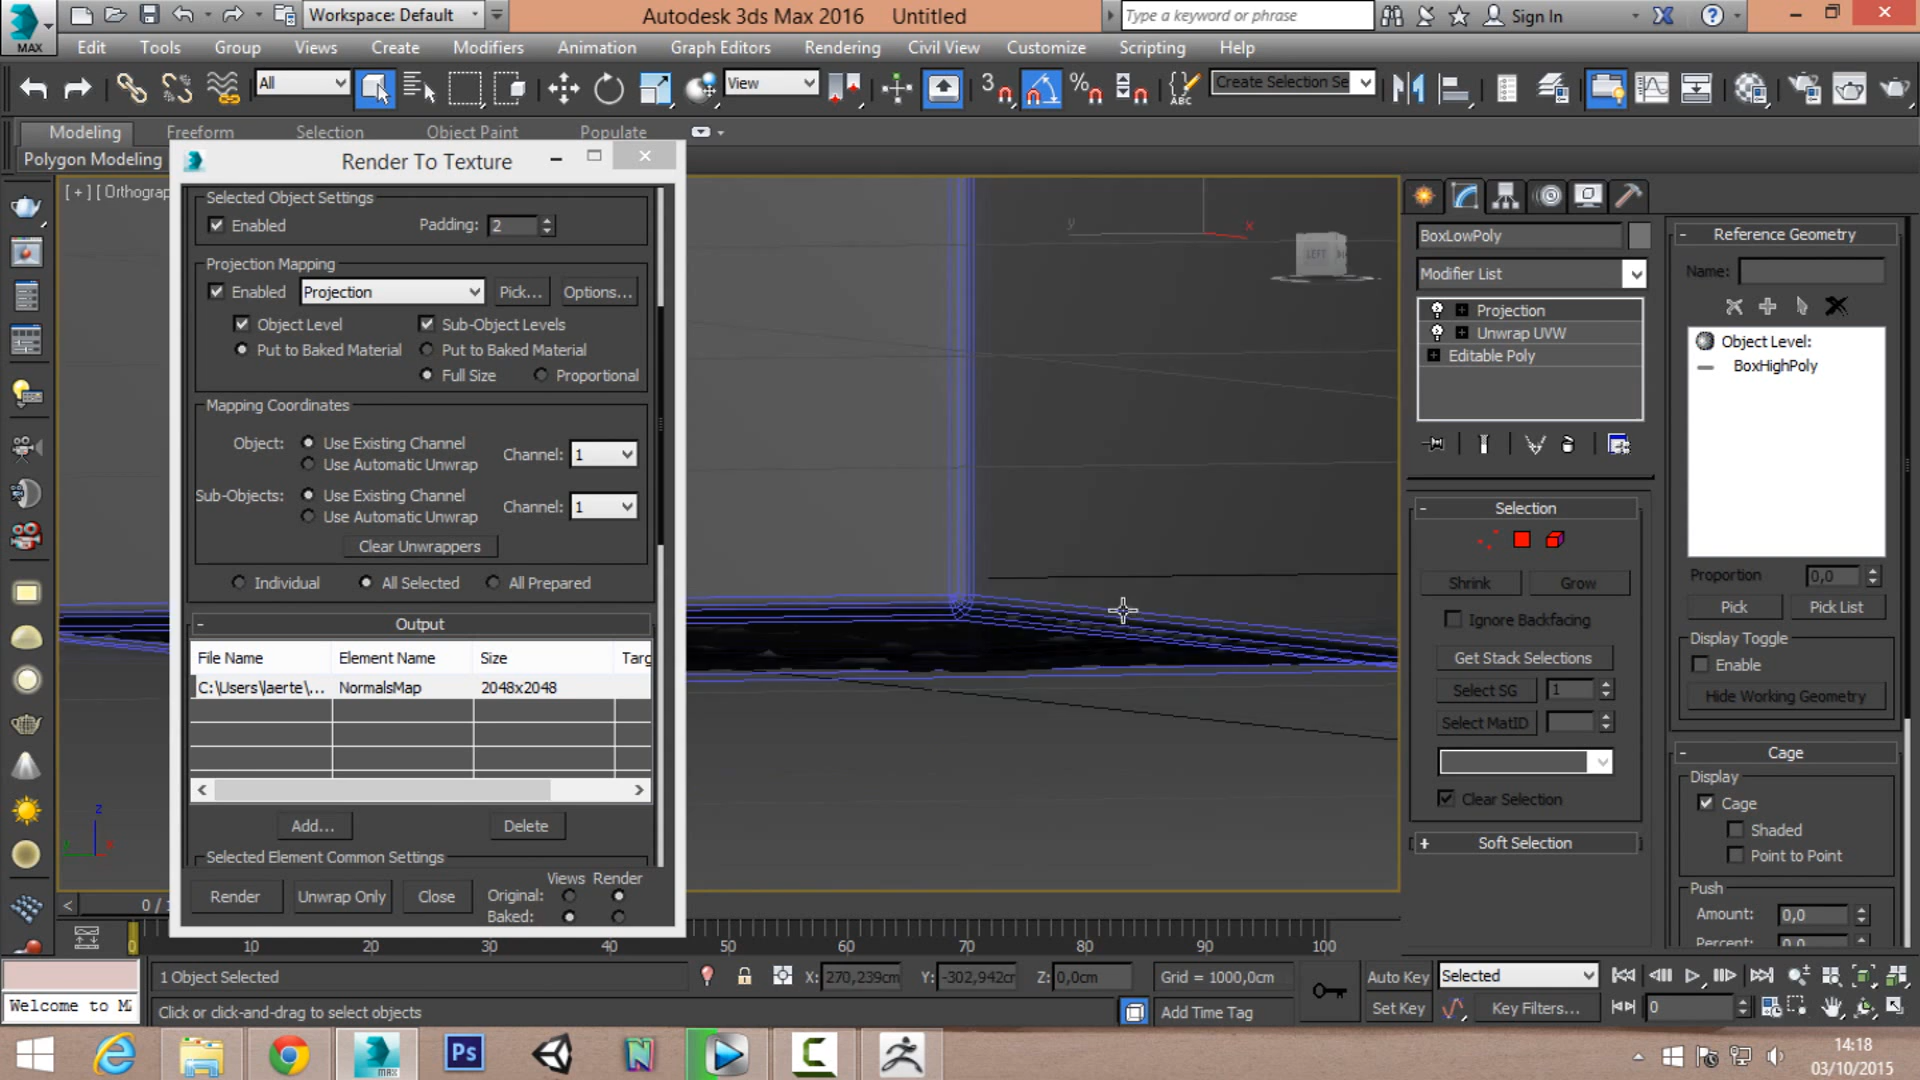 Workspace: Default
Autodesk 3ds Max 2016 Untitled
Type a keyword or phrase
Sign In
MAX
Edit Tools Group Views Create Modifiers Animation Graph Editors Rendering Civil View Customize Scripting Help
All
View
3
%
ABC
Create Selection Se
Modeling Freeform Selection Object Paint Populate
Polygon Modeling
[ + ] [ Orthograp
Render To Texture
Selected Object Settings
Enabled Padding: 2
Projection Mapping
Enabled Projection Pick... Options...
Object Level Sub-Object Levels
Put to Baked Material Put to Baked Material
Full Size Proportional
Mapping Coordinates
Object: Use Existing Channel Channel: 1
Use Automatic Unwrap
Sub-Objects: Use Existing Channel Channel: 1
Use Automatic Unwrap
Clear Unwrappers
Individual All Selected All Prepared
- Output
File Name Element Name Size Targ
C:\Users\laerte\... NormalsMap 2048x2048
Add... Delete
Selected Element Common Settings
Views Render
Render Unwrap Only Close Original:
Baked:
y x
LEFT
z
BoxLowPoly
Modifier List
Projection
Unwrap UVW
Editable Poly
- Selection
Shrink Grow
Ignore Backfacing
Get Stack Selections
Select SG 1
Select MatID
Clear Selection
+ Soft Selection
- Reference Geometry
Name:
Object Level:
BoxHighPoly
Proportion 0,0
Pick Pick List
Display Toggle
Enable
Hide Working Geometry
- Cage
Display
Cage
Shaded
Point to Point
Push
Amount: 0,0
Percent: 0,0
0 / 1
0 10 20 30 40 50 60 70 80 90 100
1 Object Selected X: 270,239cm Y: -302,942cr Z: 0,0cm Grid = 1000,0cm Auto Key Selected
Welcome to M
Click or click-and-drag to select objects Add Time Tag Set Key Key Filters... 0
MAX
Ps
N
C
14:18
03/10/2015